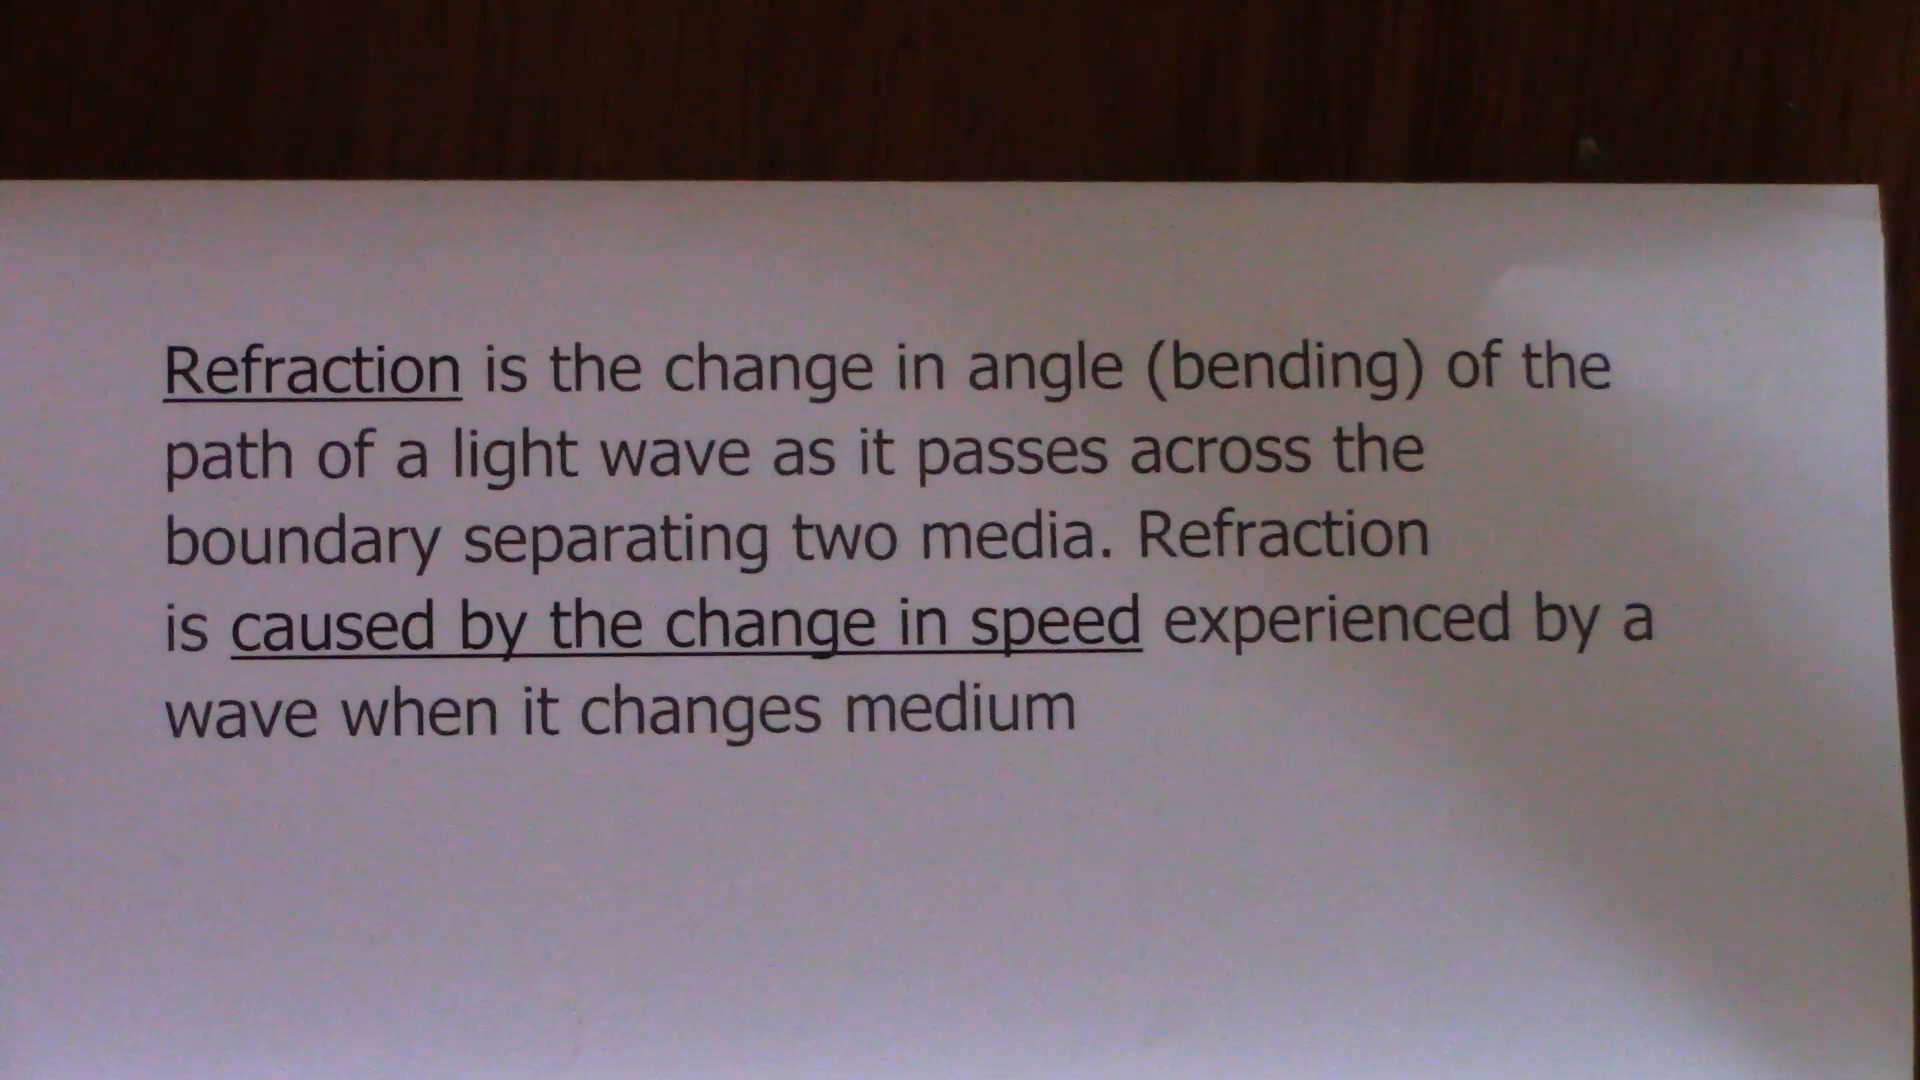 Refraction is the change in angle (bending) of the
path of a light wave as it passes across the
boundary separating two media. Refraction
is caused by the change in speed experienced by a
wave when it changes medium